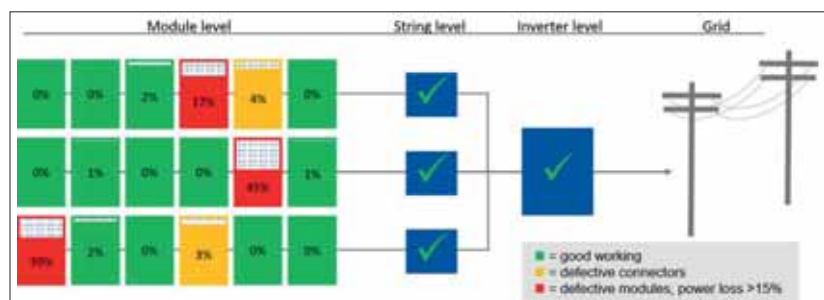 Module level String level Inverter level Grid
0% 0% 2% 17% 4% 0%
0% 1% 0% 0% 45% 1%
2% 0% 3% 0% 0%
= good working
= defective connectors
= defective modules, power loss >15%